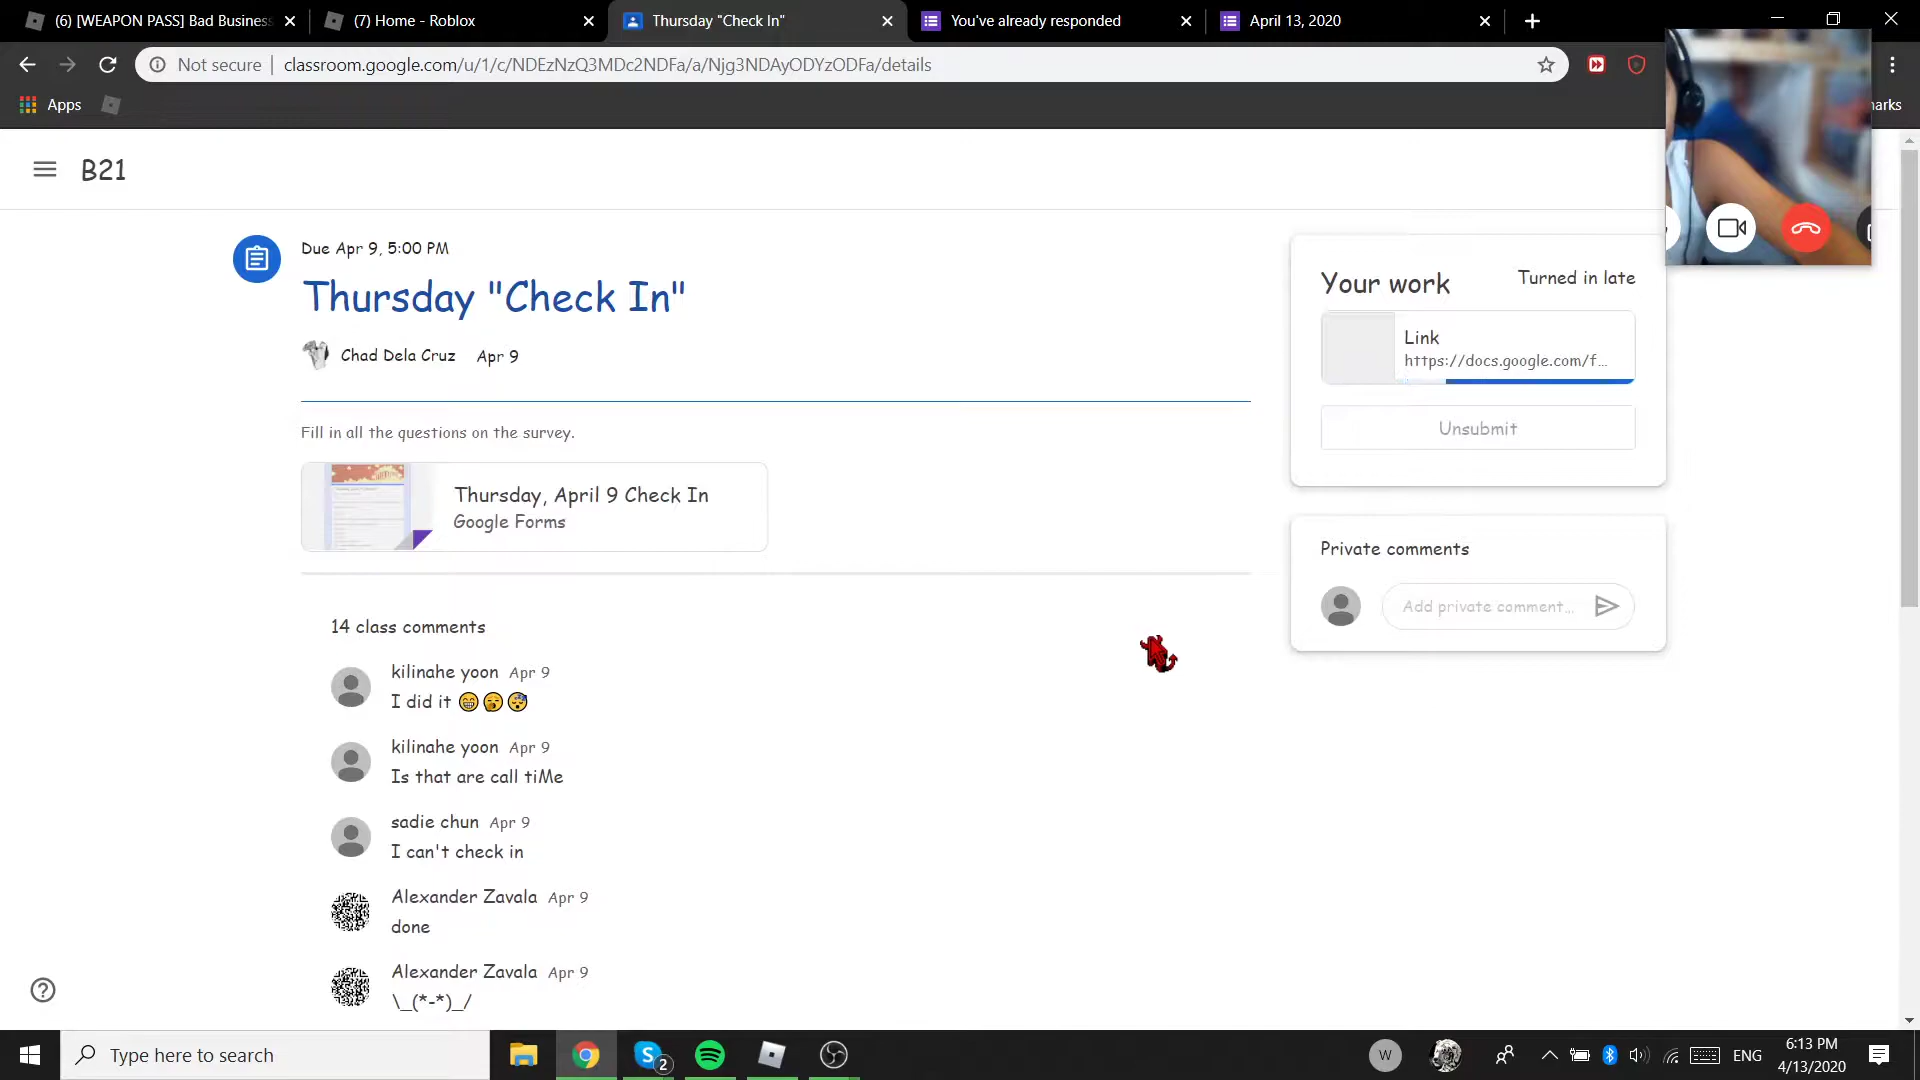 (6) [WEAPON PASS] Bad Business
(7) Home - Roblox
Thursday "Check In"
You've already responded
April 13, 2020
Not secure
classroom.google.com/u/1/c/NDEzNzQ3MDc2NDFa/a/Njg3NDAyODYzODFa/details
Apps
B21
Due Apr 9, 5:00 PM
Thursday "Check In"
Chad Dela Cruz Apr 9
Fill in all the questions on the survey.
Thursday, April 9 Check In
Google Forms
14 class comments
kilinahe yoon Apr 9
I did it 😁🥱😴
kilinahe yoon Apr 9
Is that are call tiMe
sadie chun Apr 9
I can't check in
Alexander Zavala Apr 9
done
Alexander Zavala Apr 9
\_(*-*)_/
Your work Turned in late
Link
https://docs.google.com/f...
Unsubmit
Private comments
Add private comment...
Type here to search
2
W
ENG
6:13 PM
4/13/2020